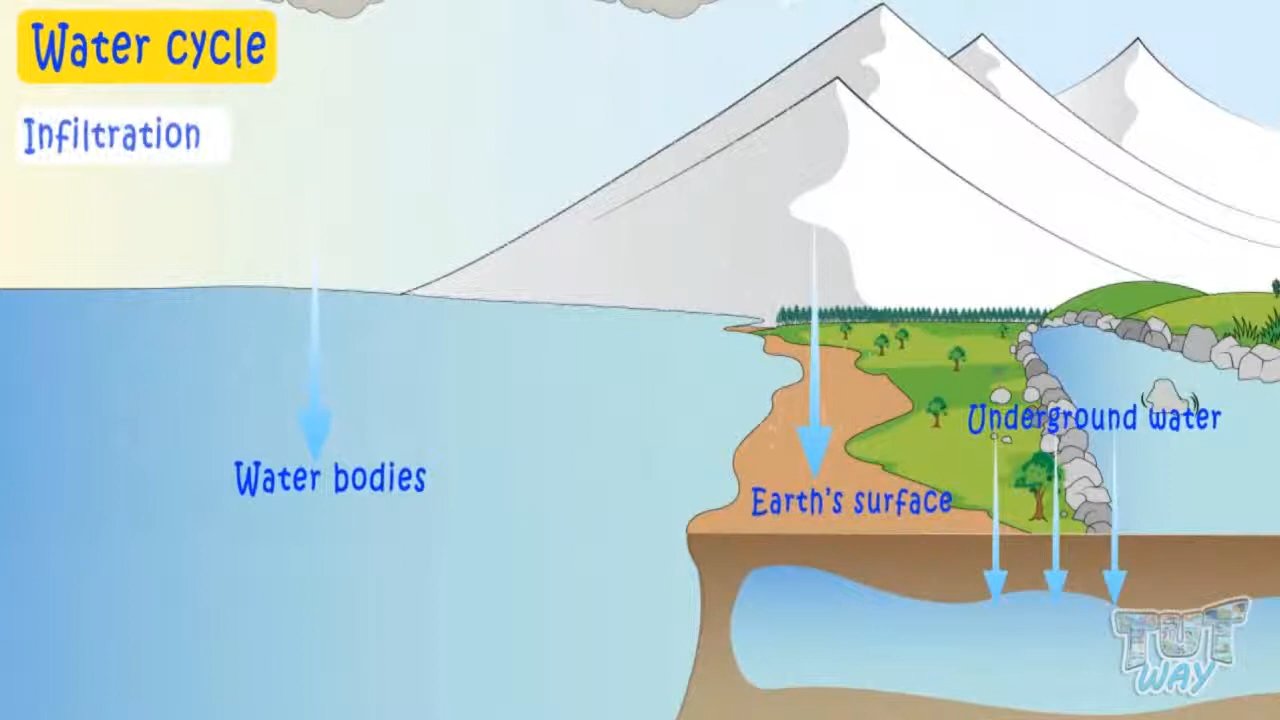 Water cycle
Infiltration
Underground water
Water bodies
Earth's surface
TUT
WAY